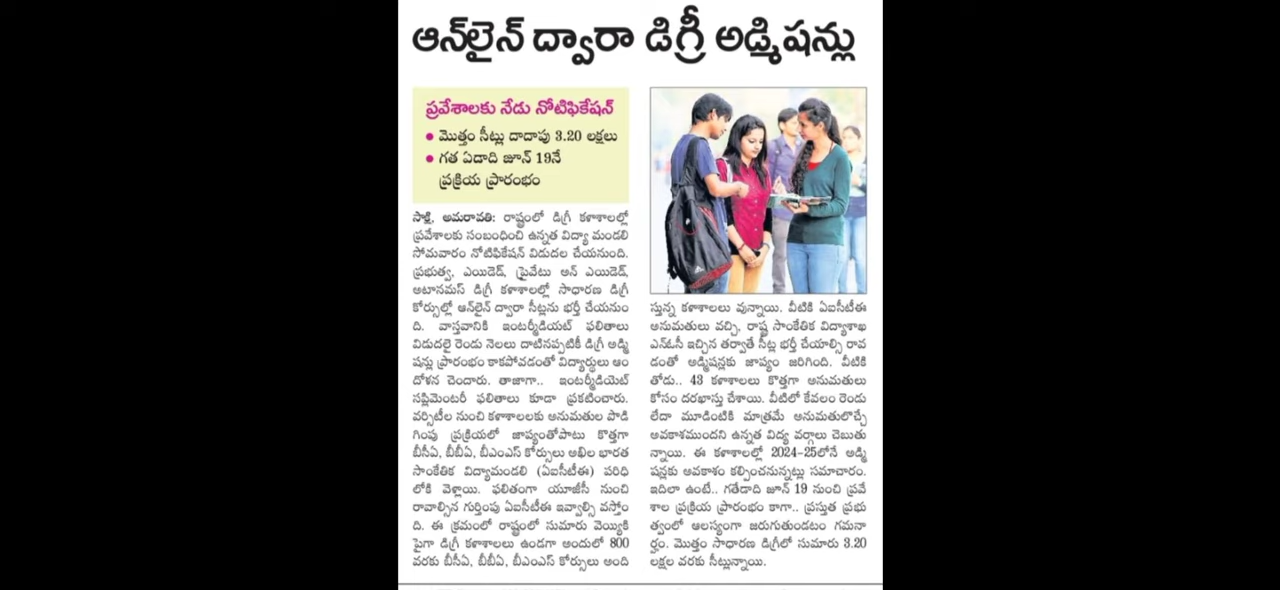 ఆన్‌లైన్ ద్వారా డిగ్రీ అడ్మిషన్లు
ప్రవేశాలకు నేడు నోటిఫికేషన్
● మొత్తం సీట్లు దాదాపు 3.20 లక్షలు
● గత ఏడాది జూన్ 19నే
ప్రక్రియ ప్రారంభం
సాక్షి, అమరావతి: రాష్ట్రంలో డిగ్రీ కళాశాలల్లో
ప్రవేశాలకు సంబంధించి ఉన్నత విద్యా మండలి
సోమవారం నోటిఫికేషన్ విడుదల చేయనుంది.
ప్రభుత్వ, ఎయిడెడ్, ప్రైవేటు అన్ ఎయిడెడ్,
అటానమస్ డిగ్రీ కళాశాలల్లో సాధారణ డిగ్రీ
కోర్సుల్లో ఆన్‌లైన్ ద్వారా సీట్లను భర్తీ చేయనుం
ది. వాస్తవానికి ఇంటర్మీడియట్ ఫలితాలు
విడుదలై రెండు నెలలు దాటినప్పటికీ డిగ్రీ అడ్మి
షన్లు ప్రారంభం కాకపోవడంతో విద్యార్థులు ఆం
దోళన చెందారు. తాజాగా.. ఇంటర్మీడియెట్
సప్లిమెంటరీ ఫలితాలు కూడా ప్రకటించారు.
వర్సిటీల నుంచి కళాశాలలకు అనుమతుల పొడి
గింపు ప్రక్రియలో జాప్యంతోపాటు కొత్తగా
బీసీఏ, బీబీఏ, బీఎంఎస్ కోర్సులు అఖిల భారత
సాంకేతిక విద్యామండలి (ఏఐసీటీఈ) పరిధి
లోకి వెళ్లాయి. ఫలితంగా యూజీసీ నుంచి
రావాల్సిన గుర్తింపు ఏఐసీటీఈ ఇవ్వాల్సి వస్తోం
ది. ఈ క్రమంలో రాష్ట్రంలో సుమారు వెయ్యికి
పైగా డిగ్రీ కళాశాలలు ఉండగా అందులో 800
వరకు బీసీఏ, బీబీఏ, బీఎంఎస్ కోర్సులు అంది
స్తున్న కళాశాలలు వున్నాయి. వీటికి ఏఐసీటీఈ
అనుమతులు వచ్చి, రాష్ట్ర సాంకేతిక విద్యాశాఖ
ఎన్ఓసీ ఇచ్చిన తర్వాతే సీట్ల భర్తీ చేయాల్సి రావ
డంతో అడ్మిషన్లకు జాప్యం జరిగింది. వీటికి
తోడు.. 43 కళాశాలలు కొత్తగా అనుమతులు
కోసం దరఖాస్తు చేశాయి. వీటిలో కేవలం రెండు
లేదా మూడింటికి మాత్రమే అనుమతులొచ్చే
అవకాశముందని ఉన్నత విద్య వర్గాలు చెబుతు
న్నాయి. ఈ కళాశాలల్లో 2024-25లోనే అడ్మి
షన్లకు అవకాశం కల్పించనున్నట్లు సమాచారం.
ఇదిలా ఉంటే.. గతేడాది జూన్ 19 నుంచి ప్రవే
శాల ప్రక్రియ ప్రారంభం కాగా.. ప్రస్తుత ప్రభు
త్వంలో ఆలస్యంగా జరుగుతుండటం గమనా
ర్హం. మొత్తం సాధారణ డిగ్రీలో సుమారు 3.20
లక్షల వరకు సీట్లున్నాయి.